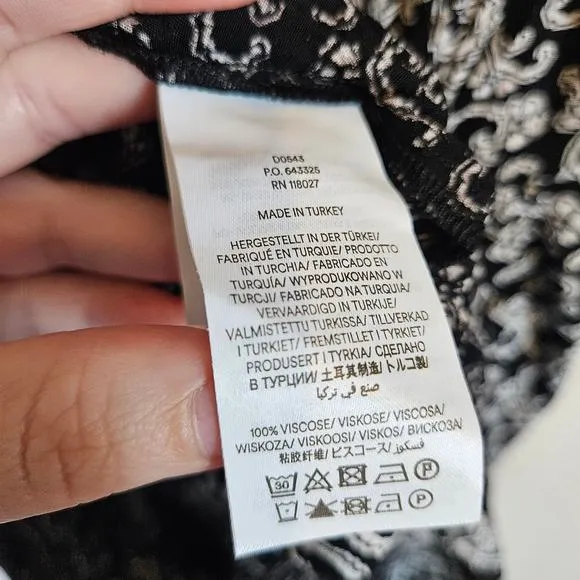 D0543
P.O. 643325
RN 118027
MADE IN TURKEY
HERGESTELLT IN DER TÜRKEI/
FABRIQUÉ EN TURQUIE/ PRODOTTO
IN TURCHIA/ FABRICADO EN
TURQUÍA/ WYPRODUKOWANO W
TURCJI/ FABRICADO NA TURQUIA/
VERVAARDIGD IN TURKIJE/
VALMISTETTU TURKISSA/ TILLVERKAD
I TURKIET/ FREMSTILLET I TYRKIET/
PRODUSERT I TYRKIA/ СДЕЛАНО
В ТУРЦИИ/ 土耳其制造/ トルコ製/
صنع في تركيا
100% VISCOSE/ VISKOSE/ VISCOSA/
WISKOZA/ VISKOOSI/ VISKOS/ ВИСКОЗА/
粘胶纤维/ ビスコース/ فسكوز
30 P
P